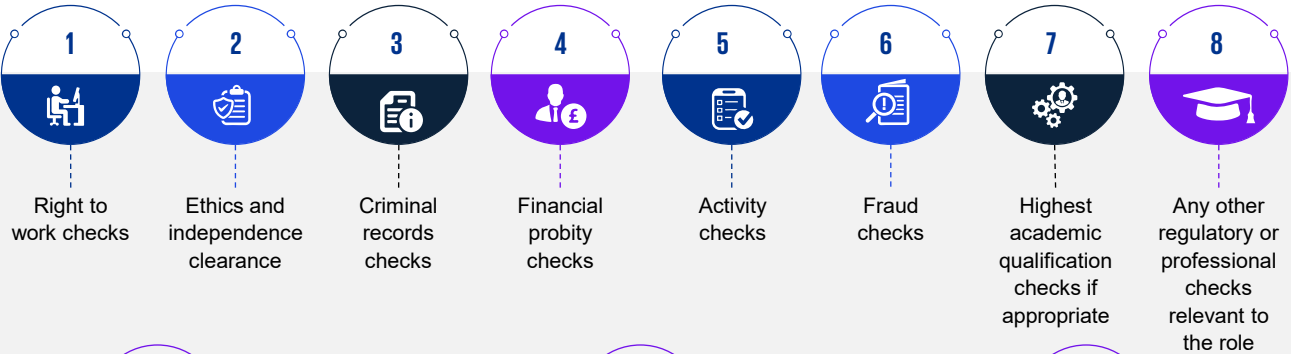 1
Right to
work checks
2
Ethics and
independence
clearance
3
Criminal
records
checks
4
£
Financial
probity
checks
5
Activity
checks
6
Fraud
checks
7
Highest
academic
qualification
checks if
appropriate
8
Any other
regulatory or
professional
checks
relevant to
the role